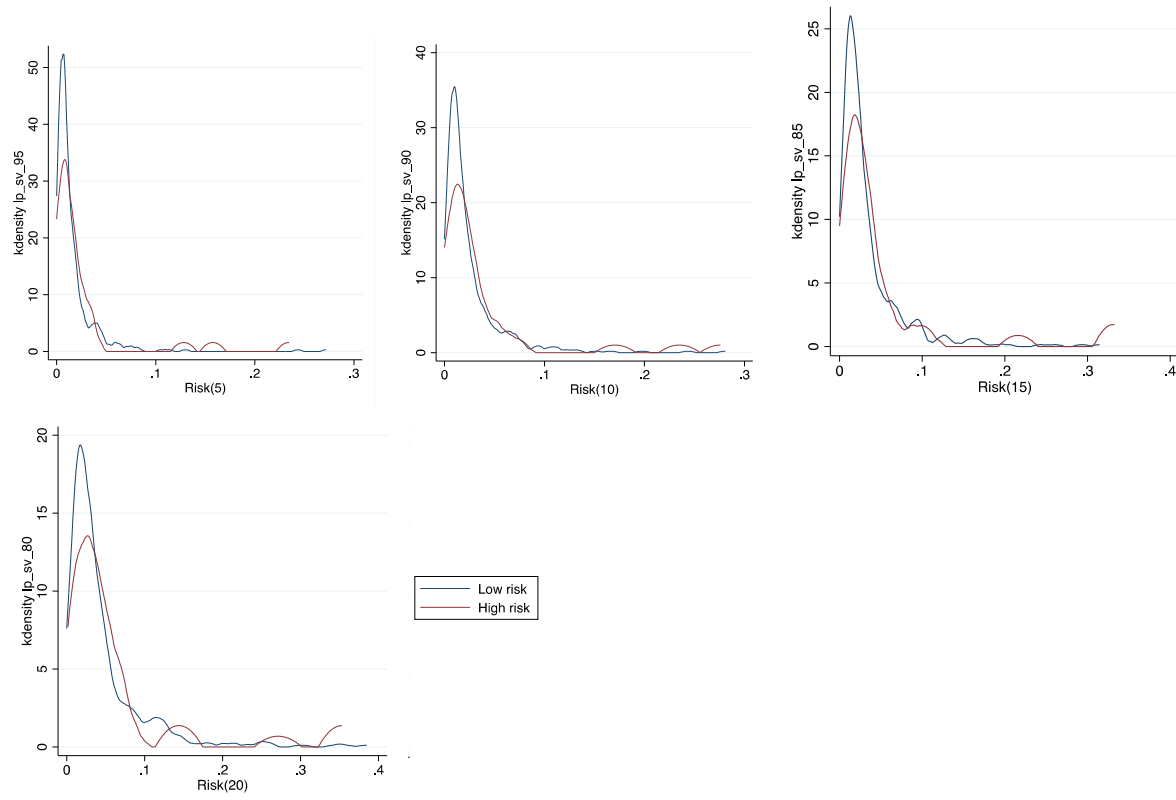 kdensity lp_sv_95
50
40
30
20
10
0
0 .1 .2 .3
Risk(5)
kdensity lp_sv_90
40
30
20
10
0
0 .1 .2 .3
Risk(10)
kdensity lp_sv_85
25
20
15
10
5
0
0 .1 .2 .3 .4
Risk(15)
kdensity lp_sv_80
20
15
10
5
0
0 .1 .2 .3 .4
Risk(20)
Low risk
High risk